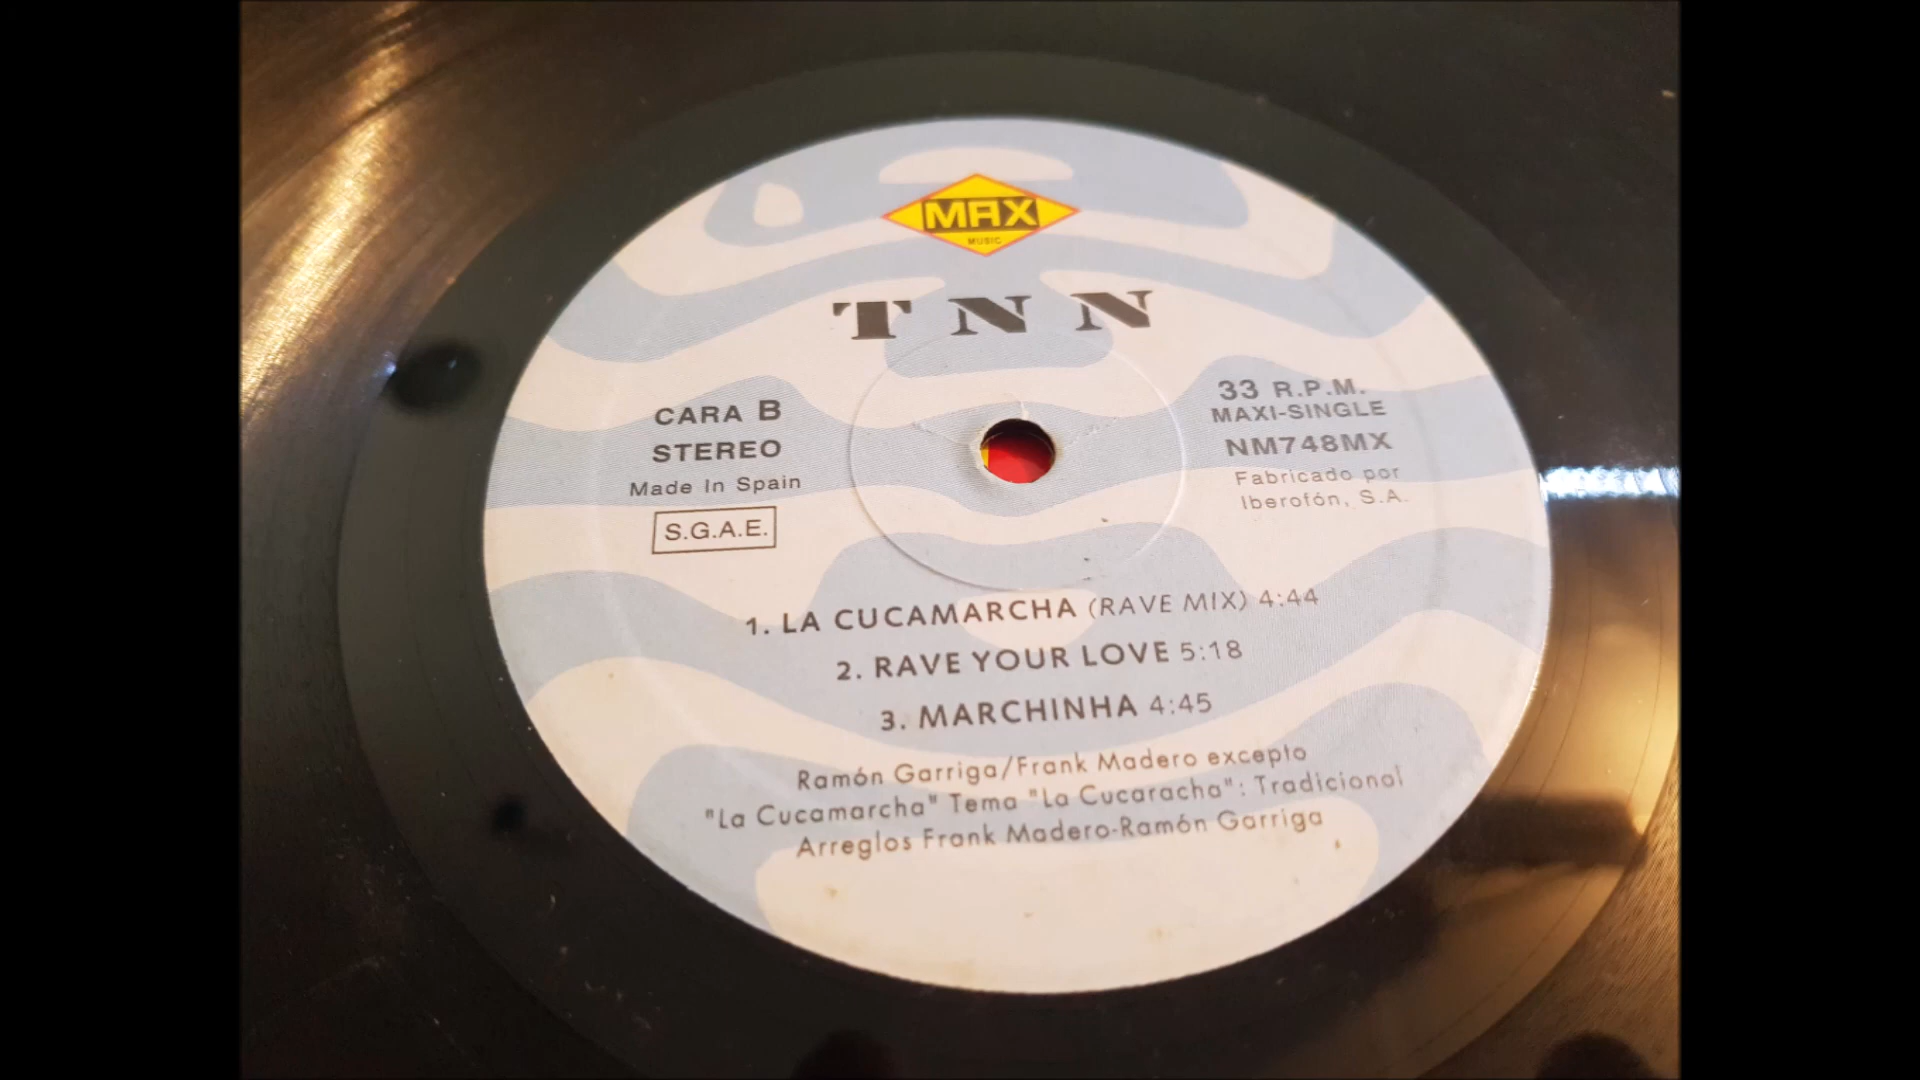 MAX
MUSIC
TNN
CARA B
STEREO
Made In Spain
S.G.A.E.
33 R.P.M.
MAXI-SINGLE
NM748MX
Fabricado por
Iberofón, S.A.
1. LA CUCAMARCHA (RAVE MIX) 4:44
2. RAVE YOUR LOVE 5:18
3. MARCHINHA 4:45
Ramón Garriga/Frank Madero excepto
"La Cucamarcha" Tema "La Cucaracha": Tradicional
Arreglos Frank Madero-Ramón Garriga